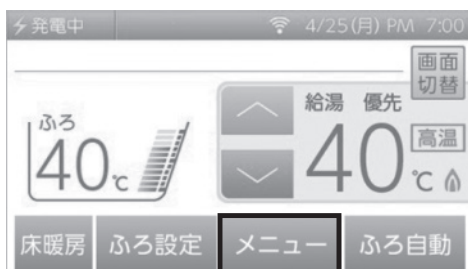 発電中 4/25(月) PM 7:00
画面
切替
ふろ
40℃
給湯 優先
40℃
高温
床暖房 ふろ設定 メニュー ふろ自動